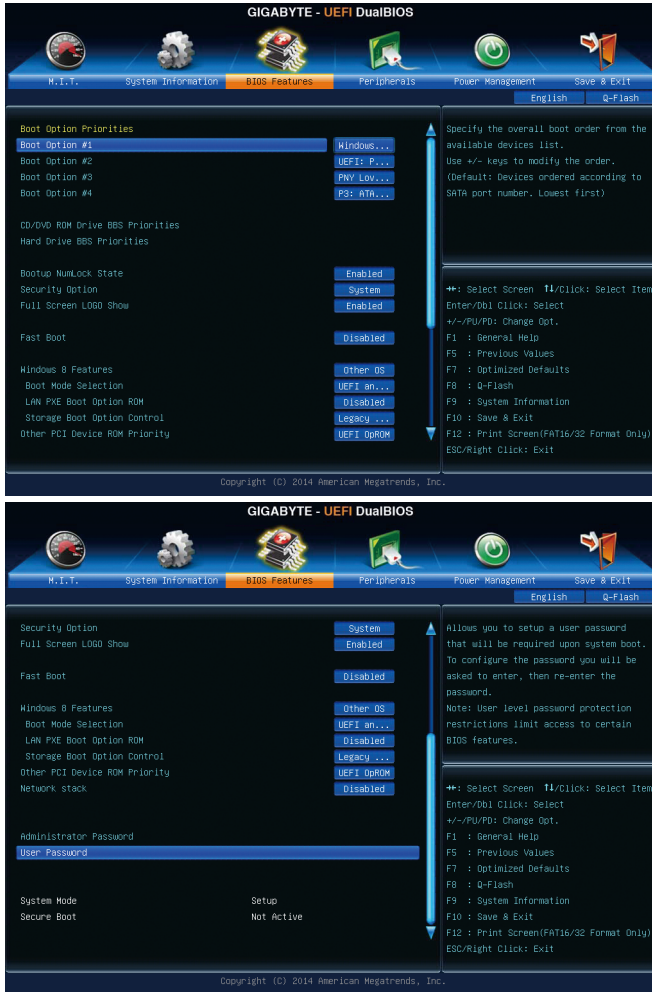 GIGABYTE - UEFI DualBIOS
M.I.T. System Information BIOS Features Peripherals Power Management Save & Exit
English Q-Flash
Boot Option Priorities
Boot Option #1 Windows...
Boot Option #2 UEFI: P...
Boot Option #3 PNY Lov...
Boot Option #4 P3: ATA...
CD/DVD ROM Drive BBS Priorities
Hard Drive BBS Priorities
Bootup NumLock State Enabled
Security Option System
Full Screen LOGO Show Enabled
Fast Boot Disabled
Windows 8 Features Other OS
Boot Mode Selection UEFI an...
LAN PXE Boot Option ROM Disabled
Storage Boot Option Control Legacy ...
Other PCI Device ROM Priority UEFI OpROM
Specify the overall boot order from the
available devices list.
Use +/- keys to modify the order.
(Default: Devices ordered according to
SATA port number. Lowest first)
→←: Select Screen ↑↓/Click: Select Item
Enter/Dbl Click: Select
+/-/PU/PD: Change Opt.
F1 : General Help
F5 : Previous Values
F7 : Optimized Defaults
F8 : Q-Flash
F9 : System Information
F10 : Save & Exit
F12 : Print Screen(FAT16/32 Format Only)
ESC/Right Click: Exit
Copyright (C) 2014 American Megatrends, Inc.
GIGABYTE - UEFI DualBIOS
M.I.T. System Information BIOS Features Peripherals Power Management Save & Exit
English Q-Flash
Security Option System
Full Screen LOGO Show Enabled
Fast Boot Disabled
Windows 8 Features Other OS
Boot Mode Selection UEFI an...
LAN PXE Boot Option ROM Disabled
Storage Boot Option Control Legacy ...
Other PCI Device ROM Priority UEFI OpROM
Network stack Disabled
Administrator Password
User Password
System Mode Setup
Secure Boot Not Active
Allows you to setup a user password
that will be required upon system boot.
To configure the password you will be
asked to enter, then re-enter the
password.
Note: User level password protection
restrictions limit access to certain
BIOS features.
→←: Select Screen ↑↓/Click: Select Item
Enter/Dbl Click: Select
+/-/PU/PD: Change Opt.
F1 : General Help
F5 : Previous Values
F7 : Optimized Defaults
F8 : Q-Flash
F9 : System Information
F10 : Save & Exit
F12 : Print Screen(FAT16/32 Format Only)
ESC/Right Click: Exit
Copyright (C) 2014 American Megatrends, Inc.